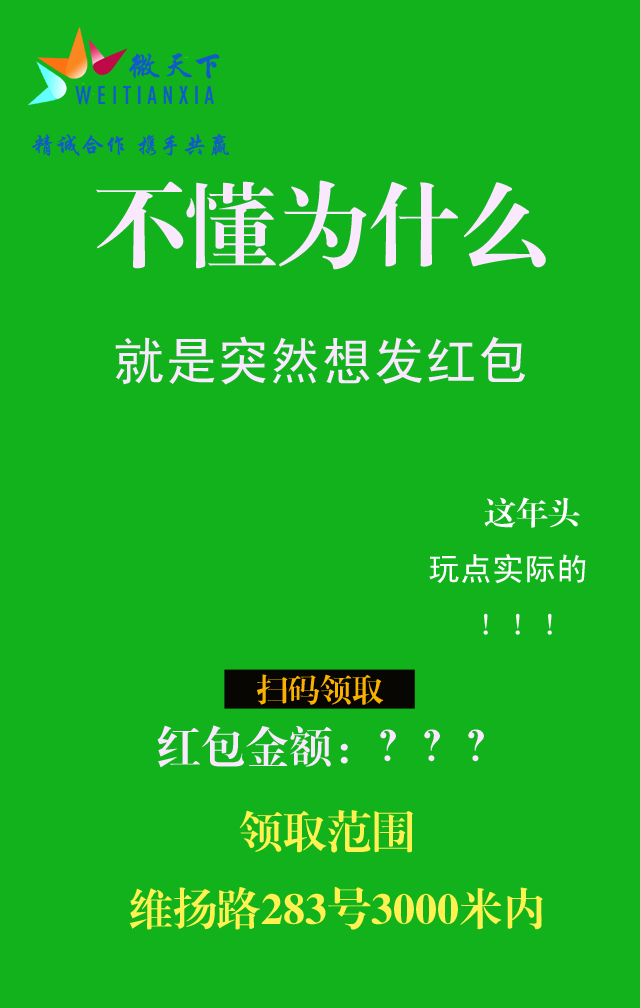 微天下
WEITIANXIA
精诚合作 携手共赢
不懂为什么
就是突然想发红包
这年头
玩点实际的
！！！
扫码领取
红包金额：？？？
领取范围
维扬路283号3000米内